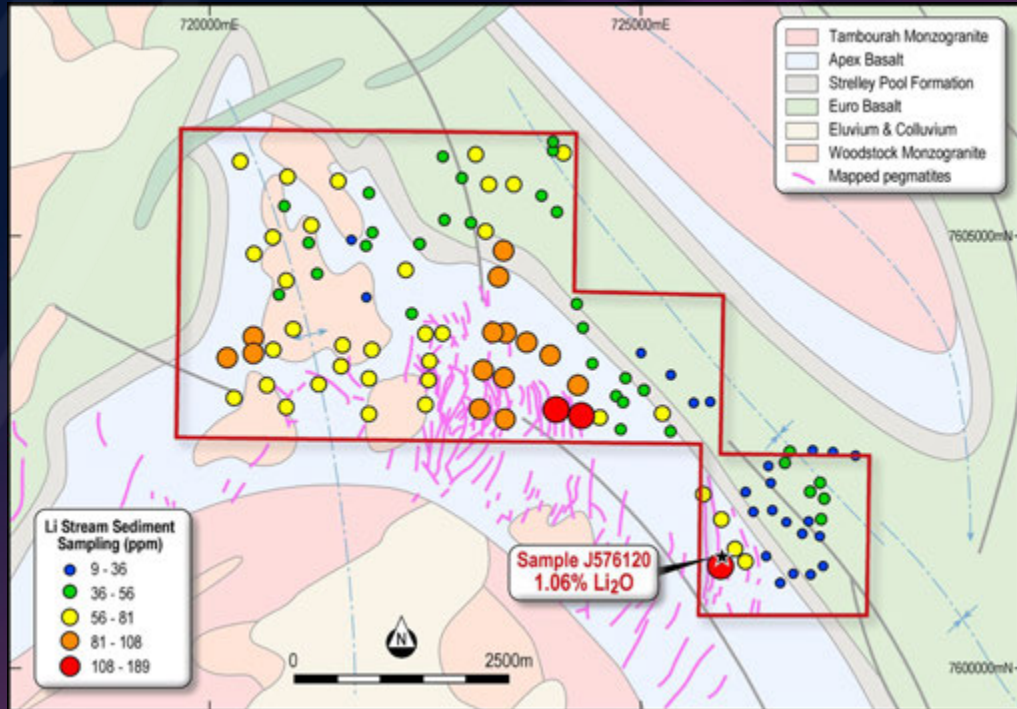 720000mE
725000mE
Tambourah Monzogranite
Apex Basalt
Strelley Pool Formation
Euro Basalt
Eluvium & Colluvium
Woodstock Monzogranite
Mapped pegmatites
7605000mN
Li Stream Sediment
Sampling (ppm)
9 - 36
36 - 56
56 - 81
81 - 108
108 - 189
Sample J576120
1.06% Li₂O
N
0
2500m
7600000mN